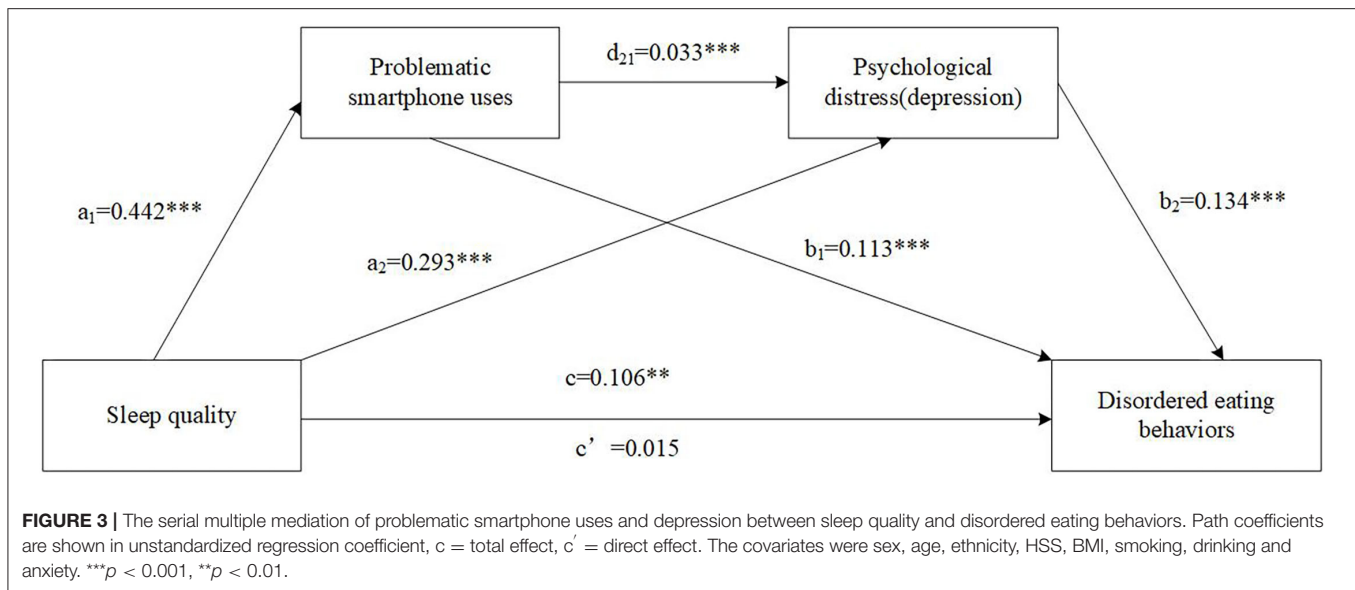 d₂₁=0.033***
Problematic
smartphone uses
Psychological
distress(depression)
a₁=0.442***
b₂=0.134***
a₂=0.293***
b₁=0.113***
c=0.106**
Sleep quality
Disordered eating
behaviors
c’ =0.015
FIGURE 3 | The serial multiple mediation of problematic smartphone uses and depression between sleep quality and disordered eating behaviors. Path coefficients
are shown in unstandardized regression coefficient, c = total effect, c′ = direct effect. The covariates were sex, age, ethnicity, HSS, BMI, smoking, drinking and
anxiety. ***p < 0.001, **p < 0.01.